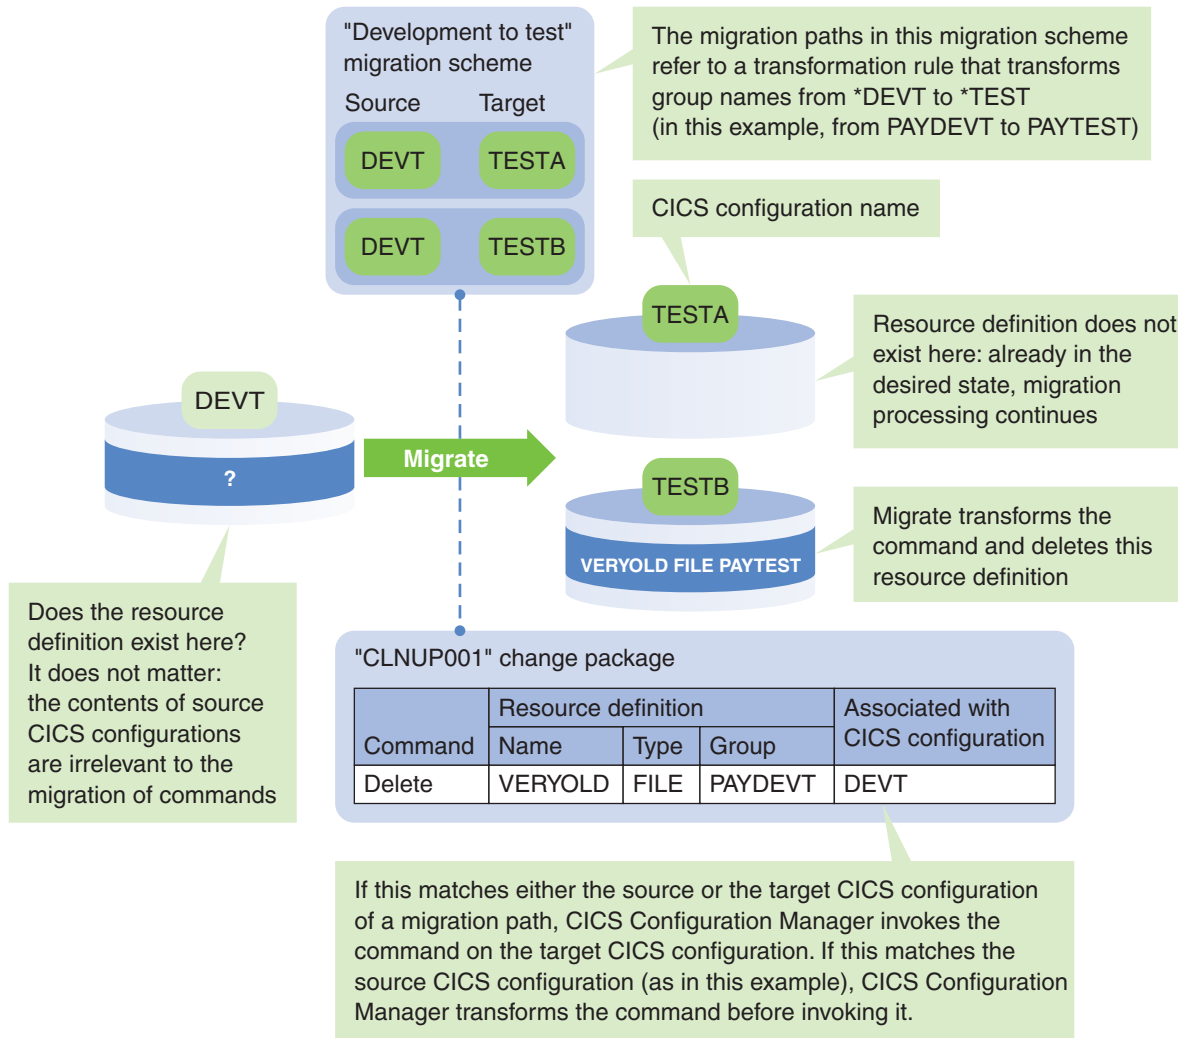 "Development to test"
migration scheme
Source Target
DEVT TESTA
DEVT TESTB
The migration paths in this migration scheme
refer to a transformation rule that transforms
group names from *DEVT to *TEST
(in this example, from PAYDEVT to PAYTEST)
CICS configuration name
TESTA
Resource definition does not
exist here: already in the
desired state, migration
processing continues
DEVT
?
Migrate
TESTB
VERYOLD FILE PAYTEST
Migrate transforms the
command and deletes this
resource definition
Does the resource
definition exist here?
It does not matter:
the contents of source
CICS configurations
are irrelevant to the
migration of commands
"CLNUP001" change package
Resource definition
Associated with
CICS configuration
Command Name Type Group
Delete VERYOLD FILE PAYDEVT DEVT
If this matches either the source or the target CICS configuration
of a migration path, CICS Configuration Manager invokes the
command on the target CICS configuration. If this matches the
source CICS configuration (as in this example), CICS Configuration
Manager transforms the command before invoking it.